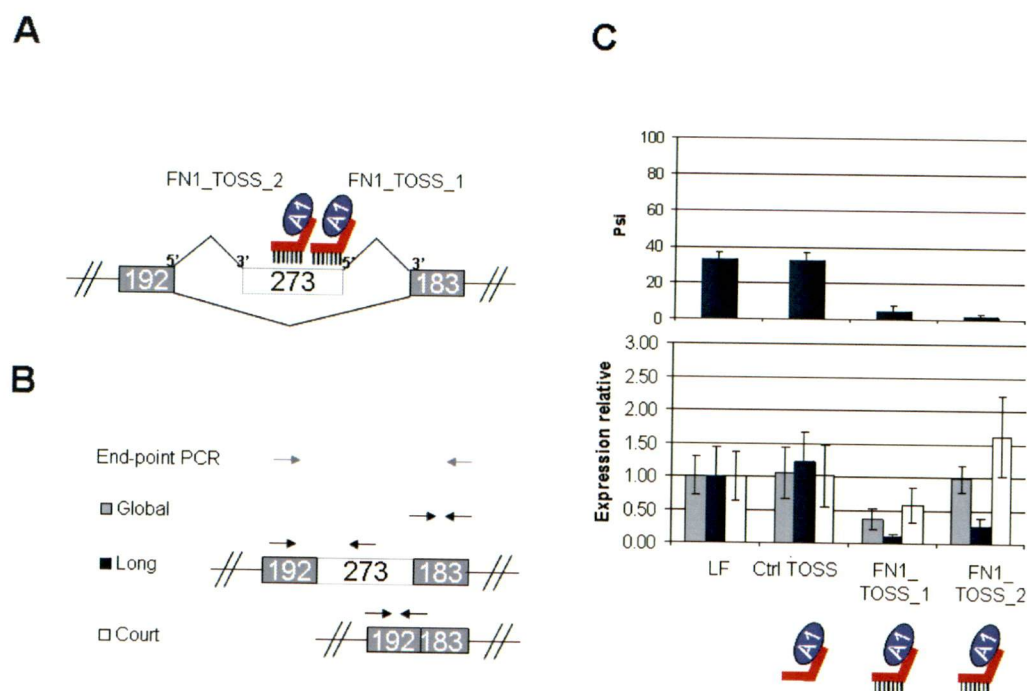 A
FN1_TOSS_2
FN1_TOSS_1
A1
A1
5'
3'
5'
3'
192
273
183
B
End-point PCR
Global
Long
192
273
183
Court
192
183
C
Psi
100
80
60
40
20
0
Expression relative
3.00
2.50
2.00
1.50
1.00
0.50
0.00
LF
Ctrl TOSS
FN1_
TOSS_1
FN1_
TOSS_2
A1
A1
A1